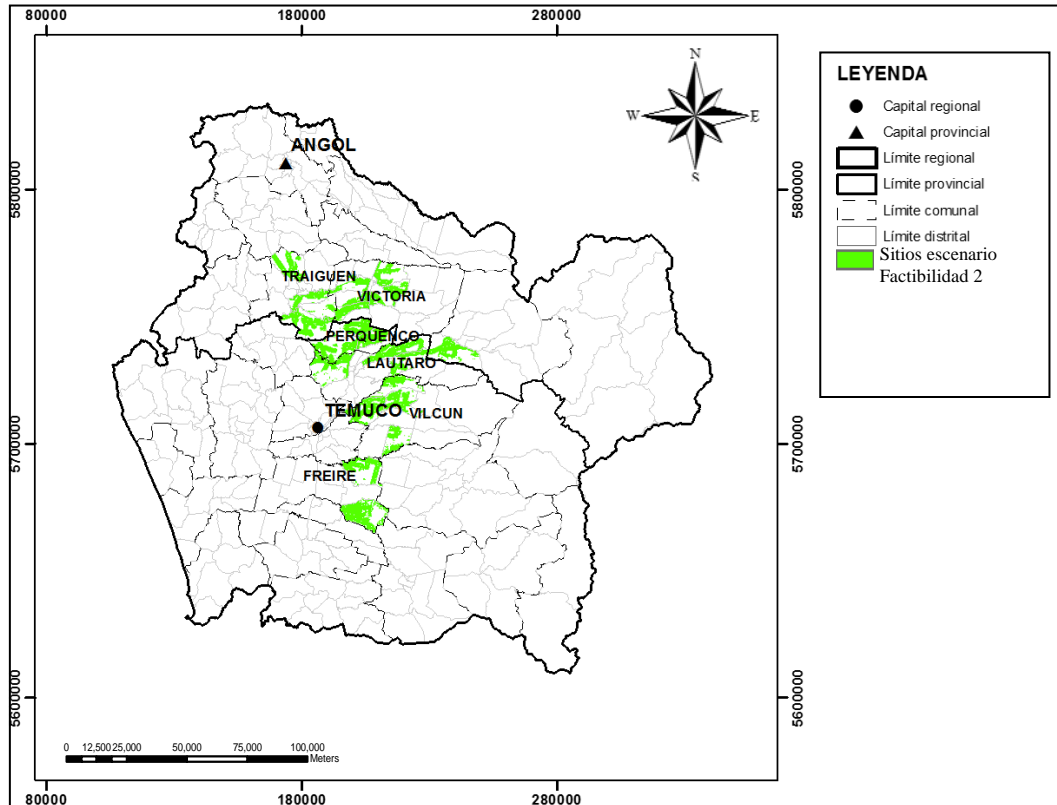 80000 180000 280000
N
W E
S
5800000 5800000
ANGOL
TRAIGUEN
VICTORIA
PERQUENCO
LAUTARO
TEMUCO VILCUN
5700000 5700000
FREIRE
5600000 5600000
0 12,500 25,000 50,000 75,000 100,000
Meters
80000 180000 280000
LEYENDA
Capital regional
Capital provincial
Límite regional
Límite provincial
Límite comunal
Límite distrital
Sitios escenario
Factibilidad 2